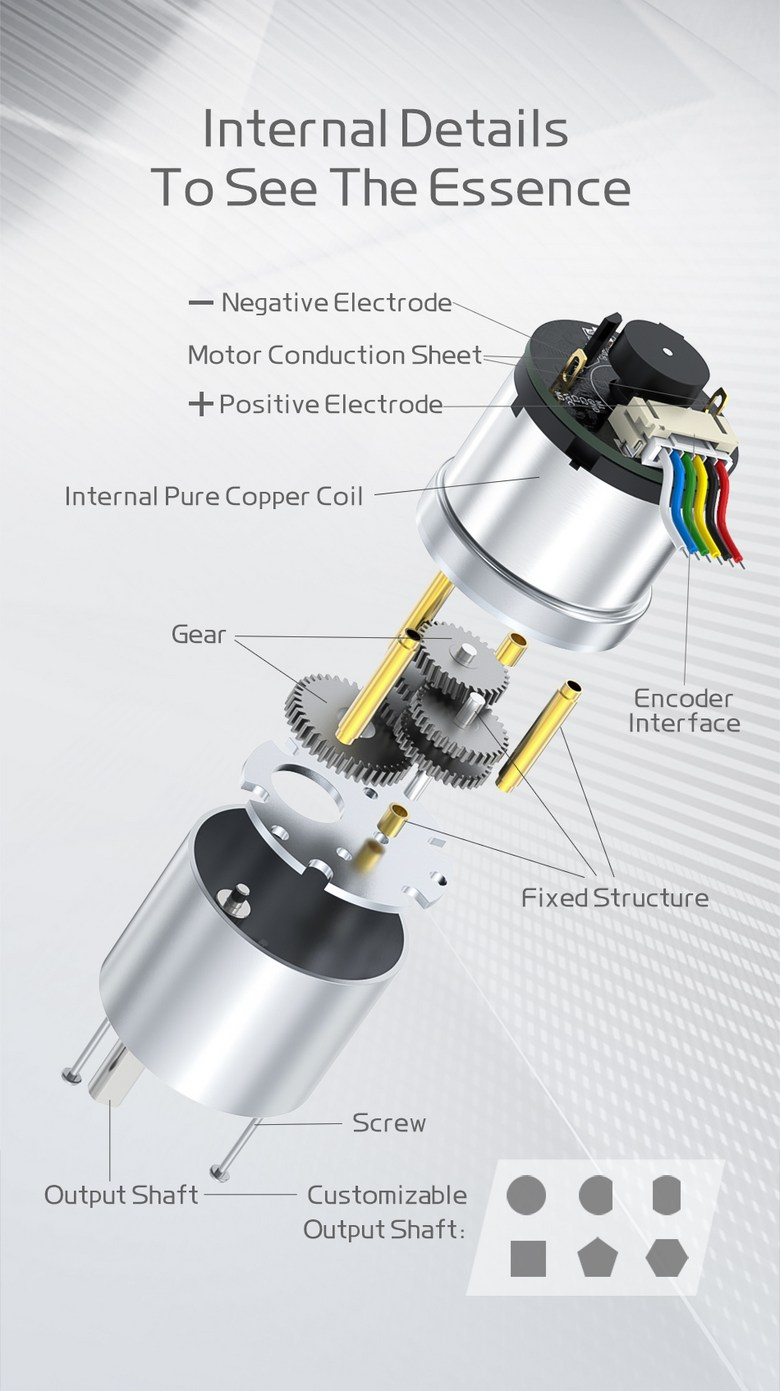 Internal Details
To See The Essence
− Negative Electrode
Motor Conduction Sheet
+ Positive Electrode
Internal Pure Copper Coil
Gear
Encoder
Interface
Fixed Structure
Screw
Output Shaft
Customizable
Output Shaft: